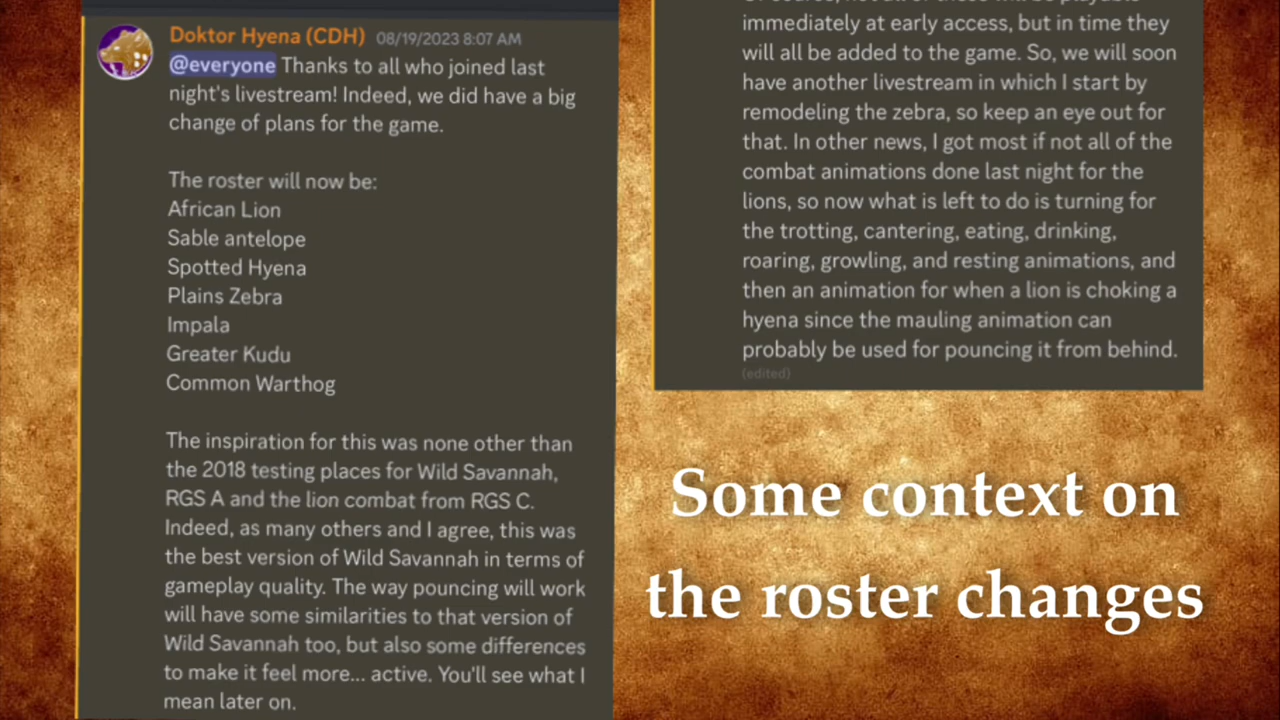 Doktor Hyena (CDH) 08/19/2023 8:07 AM
@everyone Thanks to all who joined last
night's livestream! Indeed, we did have a big
change of plans for the game.
The roster will now be:
African Lion
Sable antelope
Spotted Hyena
Plains Zebra
Impala
Greater Kudu
Common Warthog
The inspiration for this was none other than
the 2018 testing places for Wild Savannah,
RGS A and the lion combat from RGS C.
Indeed, as many others and I agree, this was
the best version of Wild Savannah in terms of
gameplay quality. The way pouncing will work
will have some similarities to that version of
Wild Savannah too, but also some differences
to make it feel more... active. You'll see what I
mean later on.
immediately at early access, but in time they
will all be added to the game. So, we will soon
have another livestream in which I start by
remodeling the zebra, so keep an eye out for
that. In other news, I got most if not all of the
combat animations done last night for the
lions, so now what is left to do is turning for
the trotting, cantering, eating, drinking,
roaring, growling, and resting animations, and
then an animation for when a lion is choking a
hyena since the mauling animation can
probably be used for pouncing it from behind.
(edited)
Some context on
the roster changes